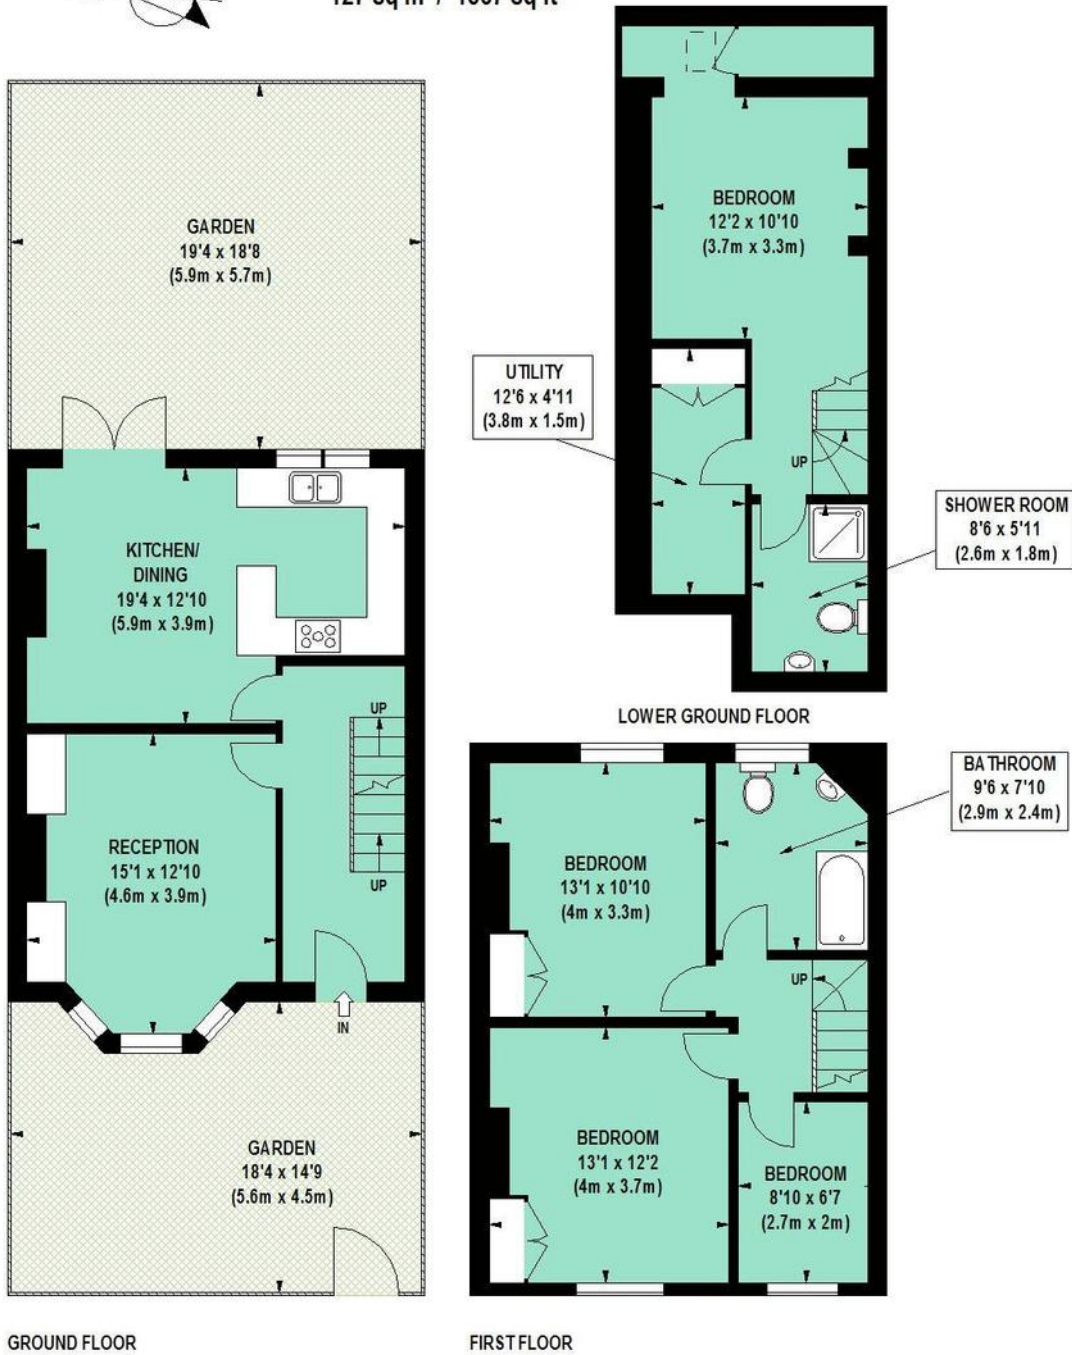 GARDEN
19'4 x 18'8
(5.9m x 5.7m)
KITCHEN/
DINING
19'4 x 12'10
(5.9m x 3.9m)
UP
RECEPTION
15'1 x 12'10
(4.6m x 3.9m)
UP
IN
GARDEN
18'4 x 14'9
(5.6m x 4.5m)
GROUND FLOOR
BEDROOM
12'2 x 10'10
(3.7m x 3.3m)
UTILITY
12'6 x 4'11
(3.8m x 1.5m)
UP
SHOWER ROOM
8'6 x 5'11
(2.6m x 1.8m)
LOWER GROUND FLOOR
BATHROOM
9'6 x 7'10
(2.9m x 2.4m)
BEDROOM
13'1 x 10'10
(4m x 3.3m)
UP
BEDROOM
13'1 x 12'2
(4m x 3.7m)
BEDROOM
8'10 x 6'7
(2.7m x 2m)
FIRST FLOOR